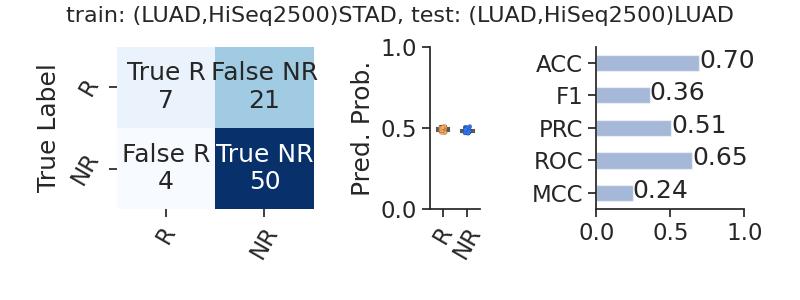 train: (LUAD,HiSeq2500)STAD, test: (LUAD,HiSeq2500)LUAD
True Label
R
NR
True R
7
False NR
21
False R
4
True NR
50
R
NR
Pred. Prob.
1.0
0.5
0.0
R
NR
ACC
0.70
F1
0.36
PRC
0.51
ROC
0.65
MCC
0.24
0.0
0.5
1.0